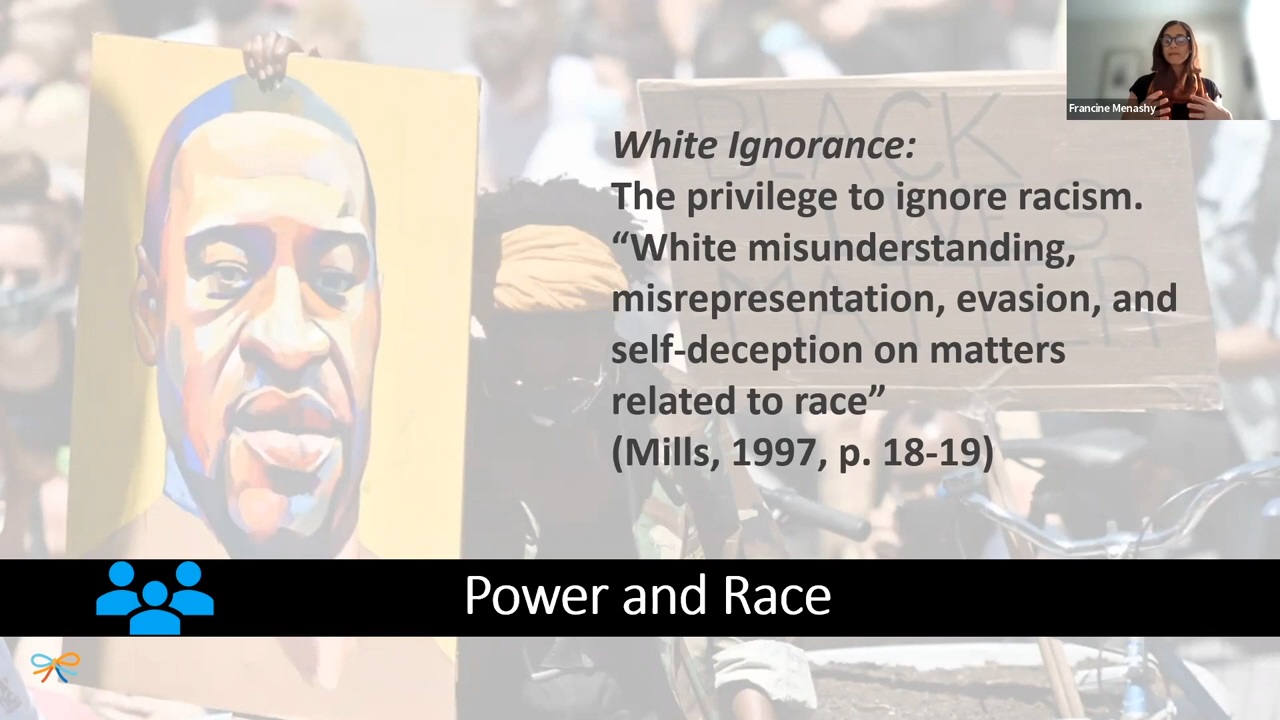 Francine Menashy
BLACK
LIVES
MATTER
White Ignorance:
The privilege to ignore racism.
“White misunderstanding,
misrepresentation, evasion, and
self-deception on matters
related to race”
(Mills, 1997, p. 18-19)
Power and Race